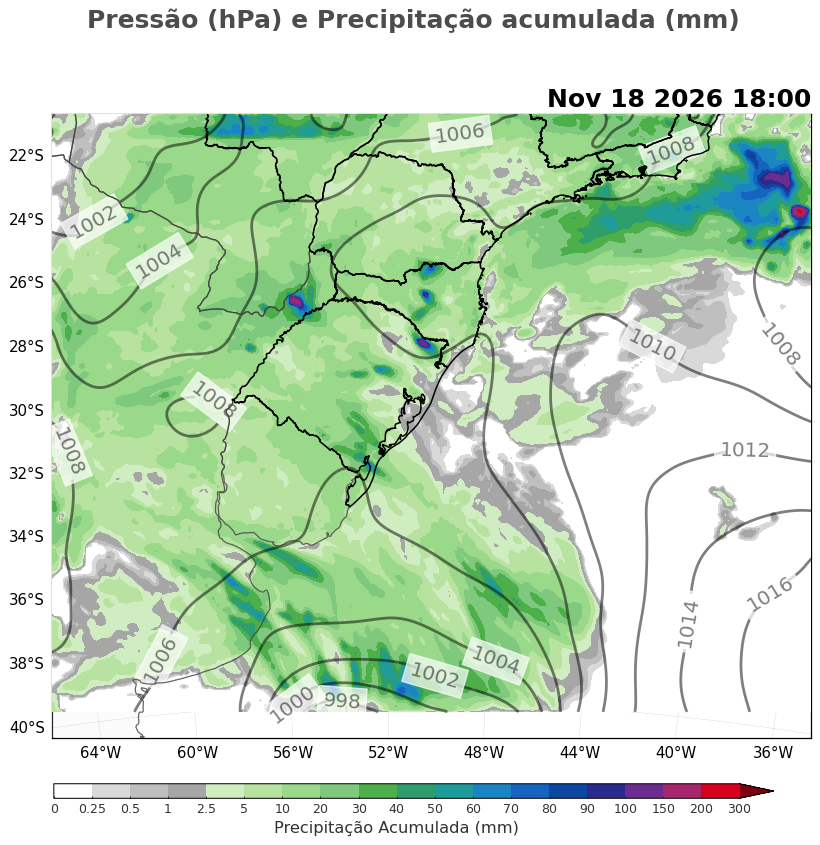 Pressão (hPa) e Precipitação acumulada (mm)
Nov 18 2026 18:00
1006
1008
22°S
1002
24°S
1004
26°S
1008
28°S
1010
1008
30°S
1008
1012
32°S
34°S
1016
36°S
1014
1006
1004
38°S
1002
1000
998
40°S
64°W 60°W 56°W 52°W 48°W 44°W 40°W 36°W
0 0.25 0.5 1 2.5 5 10 20 30 40 50 60 70 80 90 100 150 200 300
Precipitação Acumulada (mm)